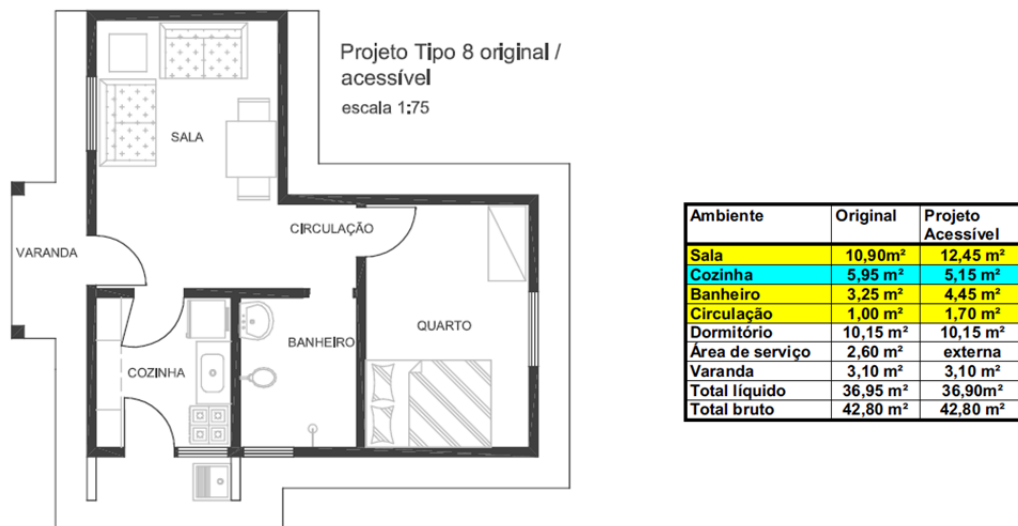 Projeto Tipo 8 original /
acessível
escala 1:75
SALA
CIRCULAÇÃO
VARANDA
QUARTO
BANHEIRO
COZINHA
Ambiente Original Projeto Acessível
Sala 10,90m² 12,45 m²
Cozinha 5,95 m² 5,15 m²
Banheiro 3,25 m² 4,45 m²
Circulação 1,00 m² 1,70 m²
Dormitório 10,15 m² 10,15 m²
Área de serviço 2,60 m² externa
Varanda 3,10 m² 3,10 m²
Total líquido 36,95 m² 36,90m²
Total bruto 42,80 m² 42,80 m²